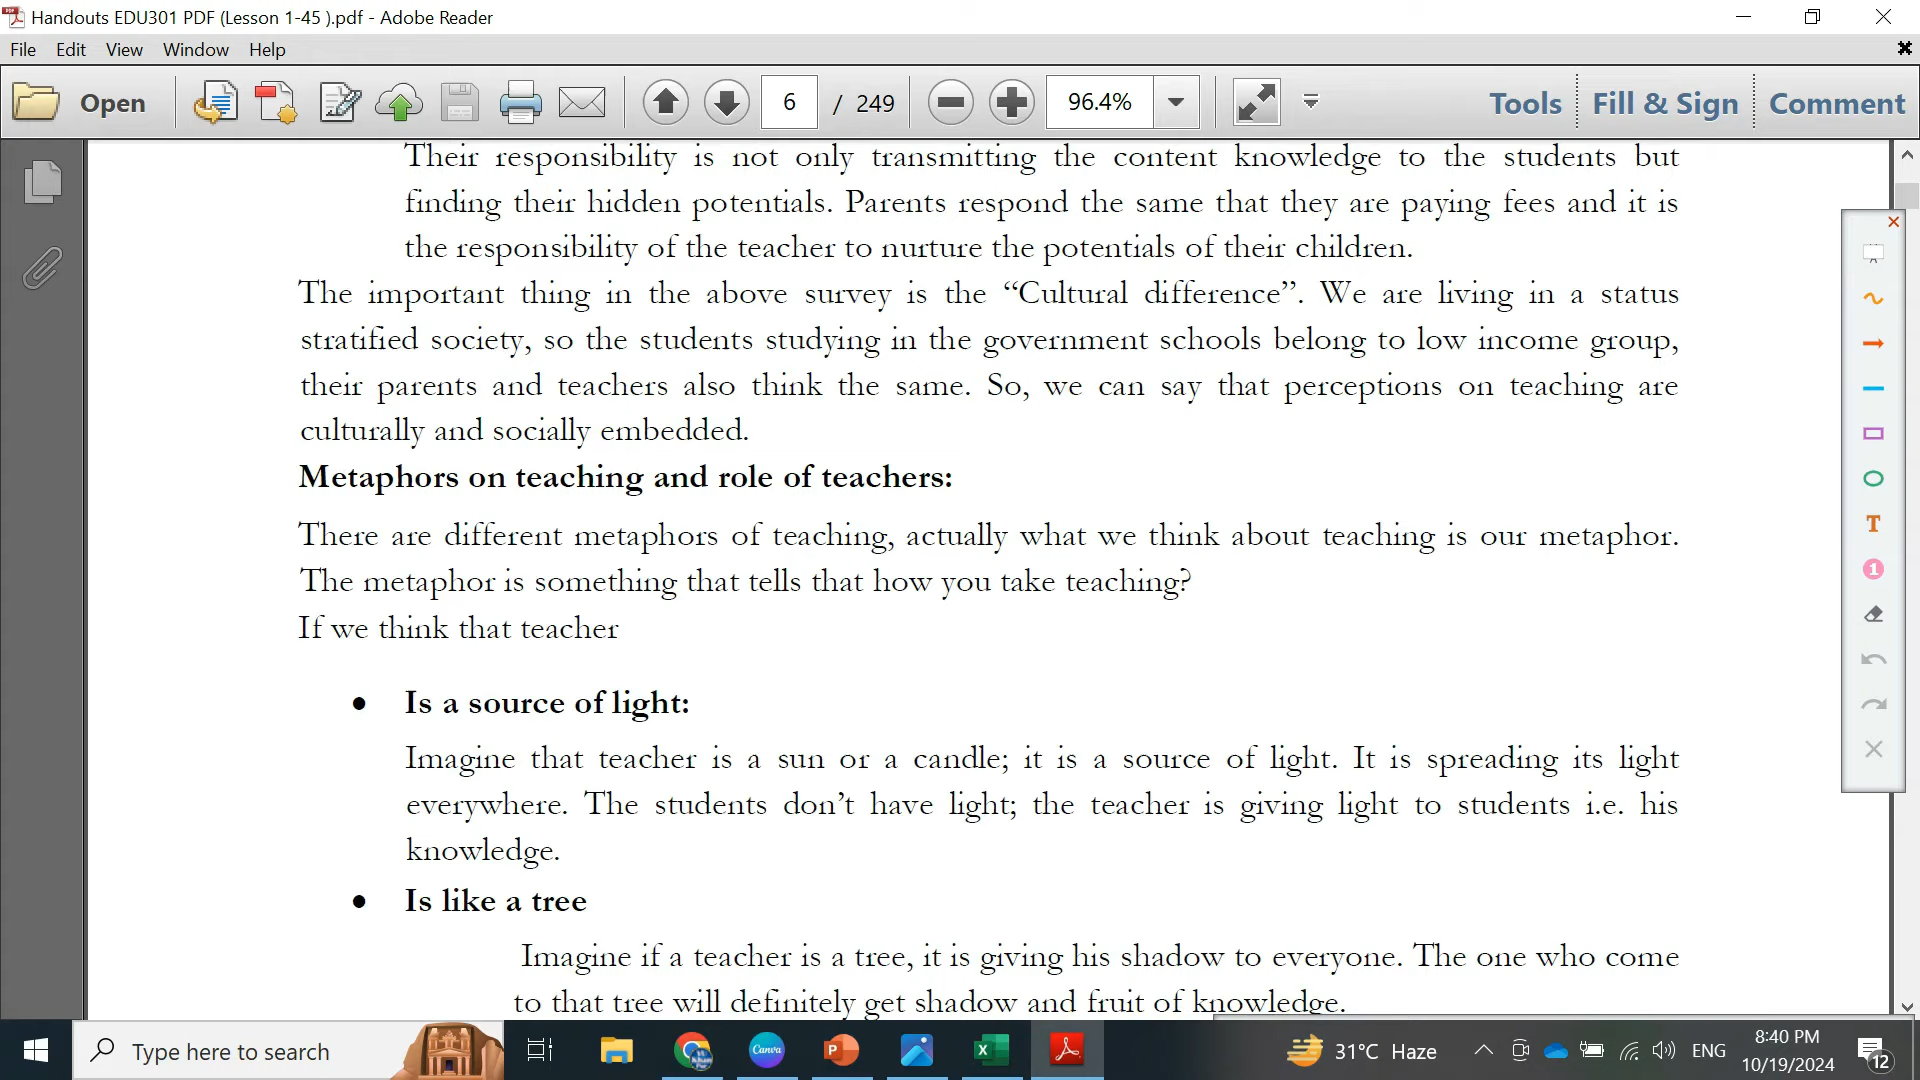 Handouts EDU301 PDF (Lesson 1-45 ).pdf - Adobe Reader
File Edit View Window Help
Open 6 / 249 96.4% Tools Fill & Sign Comment
Their responsibility is not only transmitting the content knowledge to the students but
finding their hidden potentials. Parents respond the same that they are paying fees and it is
the responsibility of the teacher to nurture the potentials of their children.
The important thing in the above survey is the “Cultural difference”. We are living in a status
stratified society, so the students studying in the government schools belong to low income group,
their parents and teachers also think the same. So, we can say that perceptions on teaching are
culturally and socially embedded.
Metaphors on teaching and role of teachers:
There are different metaphors of teaching, actually what we think about teaching is our metaphor.
The metaphor is something that tells that how you take teaching?
If we think that teacher
• Is a source of light:
Imagine that teacher is a sun or a candle; it is a source of light. It is spreading its light
everywhere. The students don’t have light; the teacher is giving light to students i.e. his
knowledge.
• Is like a tree
Imagine if a teacher is a tree, it is giving his shadow to everyone. The one who come
to that tree will definitely get shadow and fruit of knowledge.
T
1
Type here to search
Canva
31°C Haze
ENG
8:40 PM
10/19/2024
12